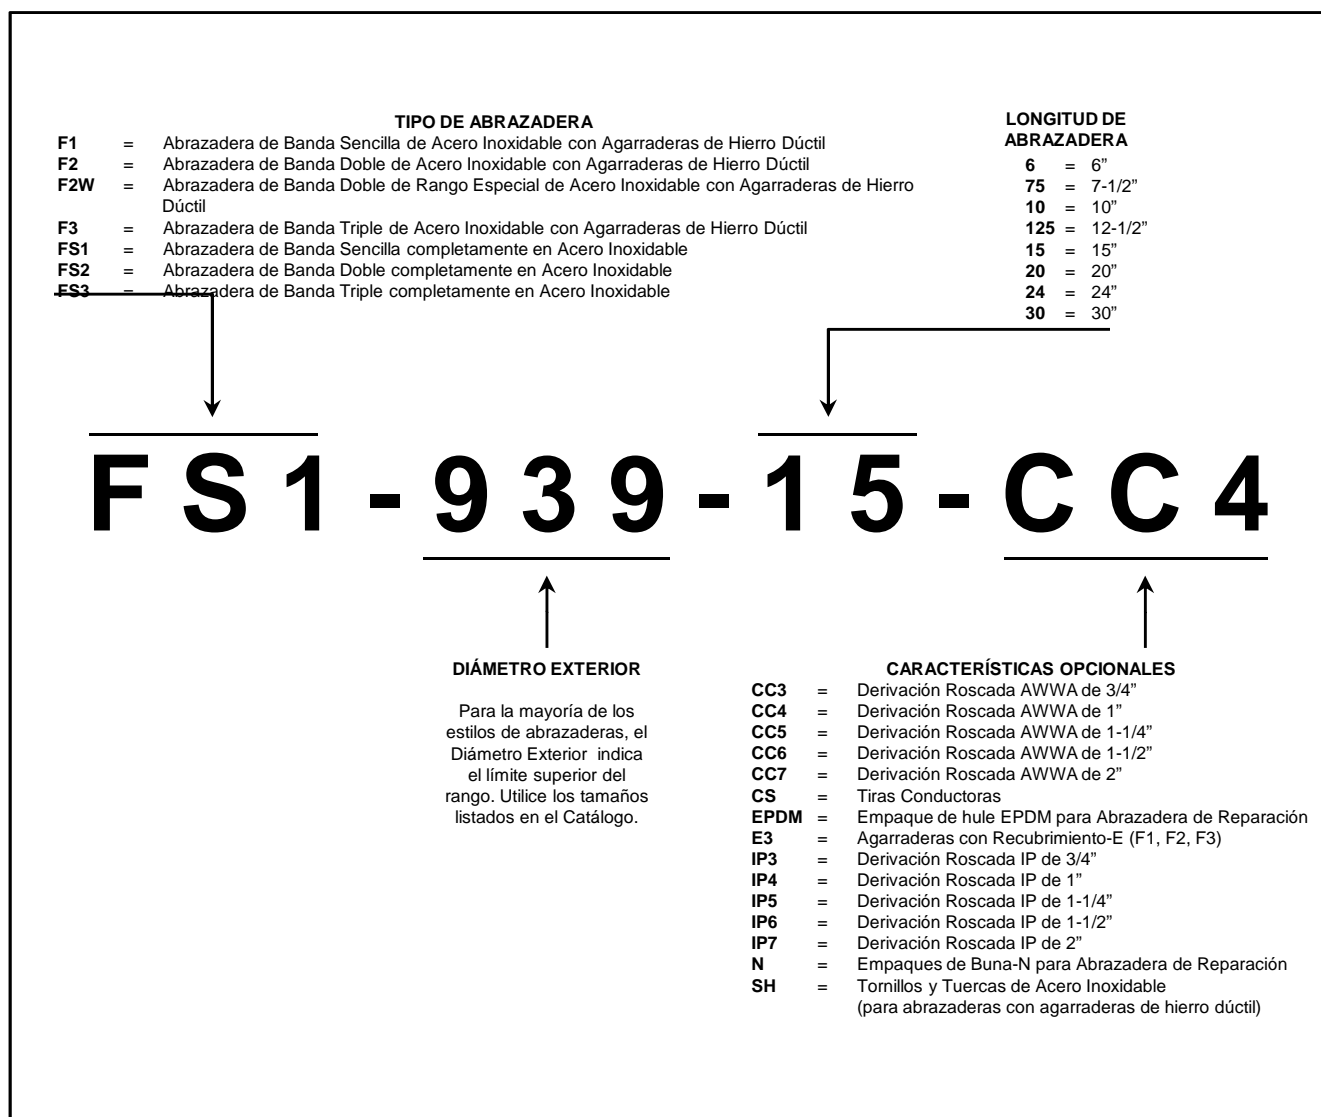 TIPO DE ABRAZADERA
F1 = Abrazadera de Banda Sencilla de Acero Inoxidable con Agarraderas de Hierro Dúctil
F2 = Abrazadera de Banda Doble de Acero Inoxidable con Agarraderas de Hierro Dúctil
F2W = Abrazadera de Banda Doble de Rango Especial de Acero Inoxidable con Agarraderas de Hierro
Dúctil
F3 = Abrazadera de Banda Triple de Acero Inoxidable con Agarraderas de Hierro Dúctil
FS1 = Abrazadera de Banda Sencilla completamente en Acero Inoxidable
FS2 = Abrazadera de Banda Doble completamente en Acero Inoxidable
FS3 = Abrazadera de Banda Triple completamente en Acero Inoxidable
LONGITUD DE
ABRAZADERA
6 = 6”
75 = 7-1/2”
10 = 10”
125 = 12-1/2”
15 = 15”
20 = 20”
24 = 24”
30 = 30”
FS1-939-15-CC4
DIÁMETRO EXTERIOR
Para la mayoría de los
estilos de abrazaderas, el
Diámetro Exterior indica
el límite superior del
rango. Utilice los tamaños
listados en el Catálogo.
CARACTERÍSTICAS OPCIONALES
CC3 = Derivación Roscada AWWA de 3/4”
CC4 = Derivación Roscada AWWA de 1”
CC5 = Derivación Roscada AWWA de 1-1/4”
CC6 = Derivación Roscada AWWA de 1-1/2”
CC7 = Derivación Roscada AWWA de 2”
CS = Tiras Conductoras
EPDM = Empaque de hule EPDM para Abrazadera de Reparación
E3 = Agarraderas con Recubrimiento-E (F1, F2, F3)
IP3 = Derivación Roscada IP de 3/4”
IP4 = Derivación Roscada IP de 1”
IP5 = Derivación Roscada IP de 1-1/4”
IP6 = Derivación Roscada IP de 1-1/2”
IP7 = Derivación Roscada IP de 2”
N = Empaques de Buna-N para Abrazadera de Reparación
SH = Tornillos y Tuercas de Acero Inoxidable
(para abrazaderas con agarraderas de hierro dúctil)